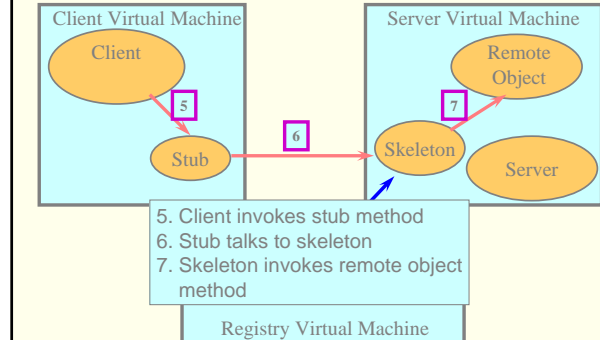 Client Virtual Machine
Server Virtual Machine
Client
Remote
Object
5
7
6
Stub
Skeleton
Server
5. Client invokes stub method
6. Stub talks to skeleton
7. Skeleton invokes remote object
method
Registry Virtual Machine